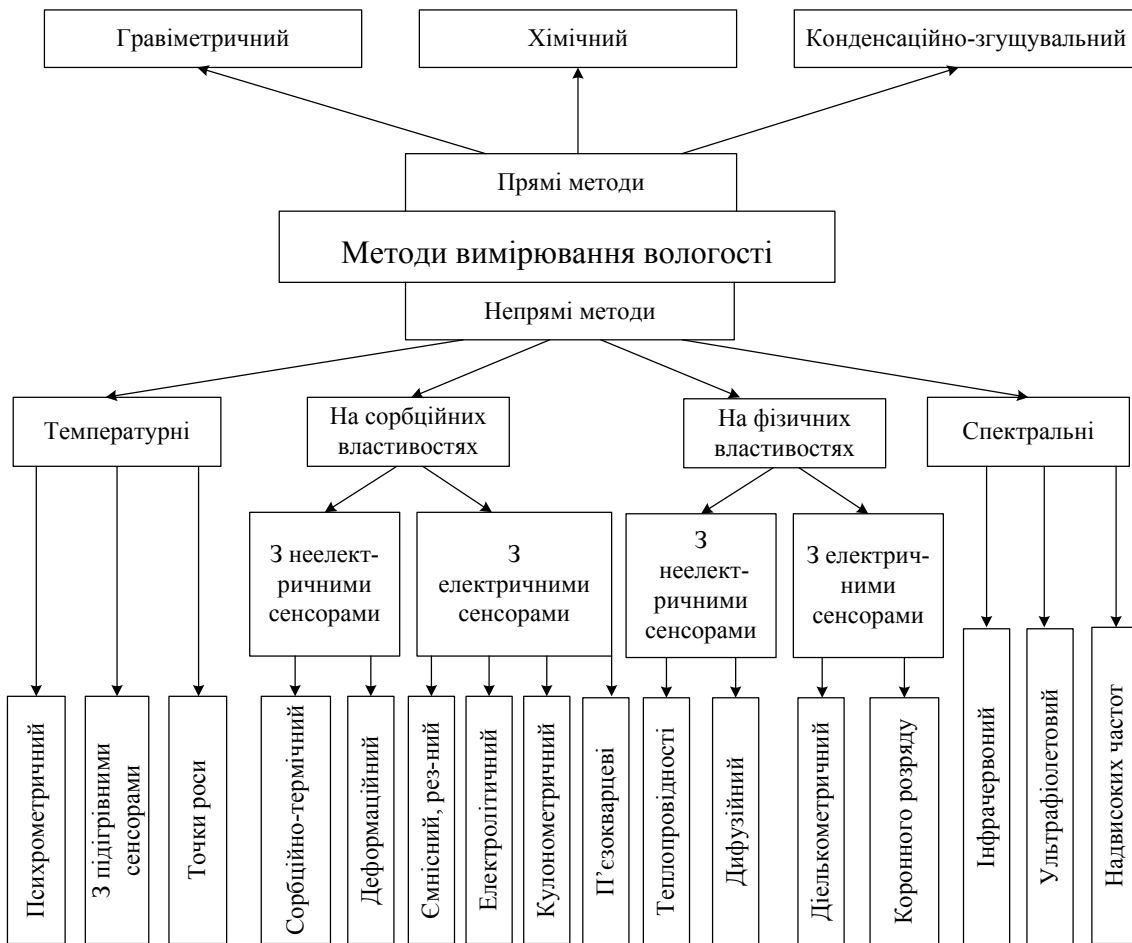 Гравіметричний
Хімічний
Конденсаційно-згущувальний
Прямі методи
Методи вимірювання вологості
Непрямі методи
Температурні
На сорбційних
властивостях
На фізичних
властивостях
Спектральні
З неелект-
ричними
сенсорами
З
електричними
сенсорами
З
неелект-
ричними
сенсорами
З електрич-
ними
сенсорами
Психрометричний
З підігрівними
сенсорами
Точки роси
Сорбційно-термічний
Деформаційний
Ємнісний, рез-ний
Електролітичний
Кулонометричний
П’єзокварцеві
Теплопровідності
Дифузійний
Діелькометричний
Коронного розряду
Інфрачервоний
Ультрафіолетовий
Надвисоких частот